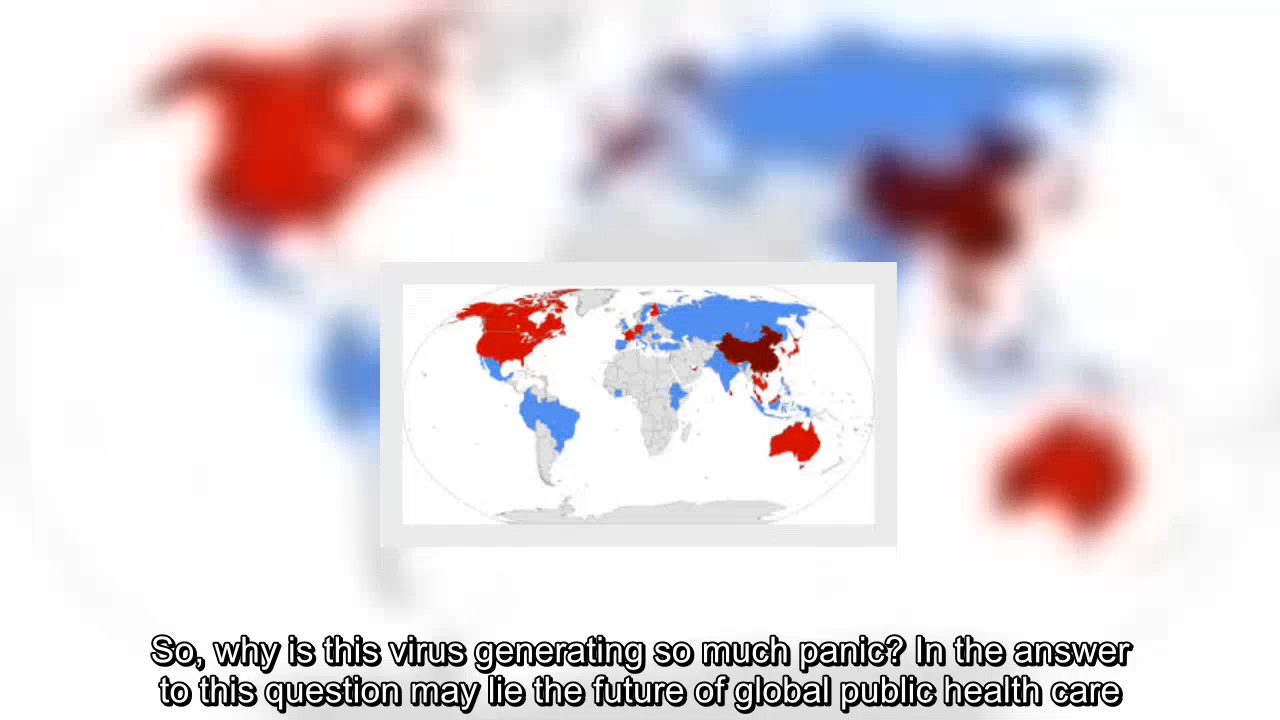 So, why is this virus generating so much panic? In the answer
to this question may lie the future of global public health care